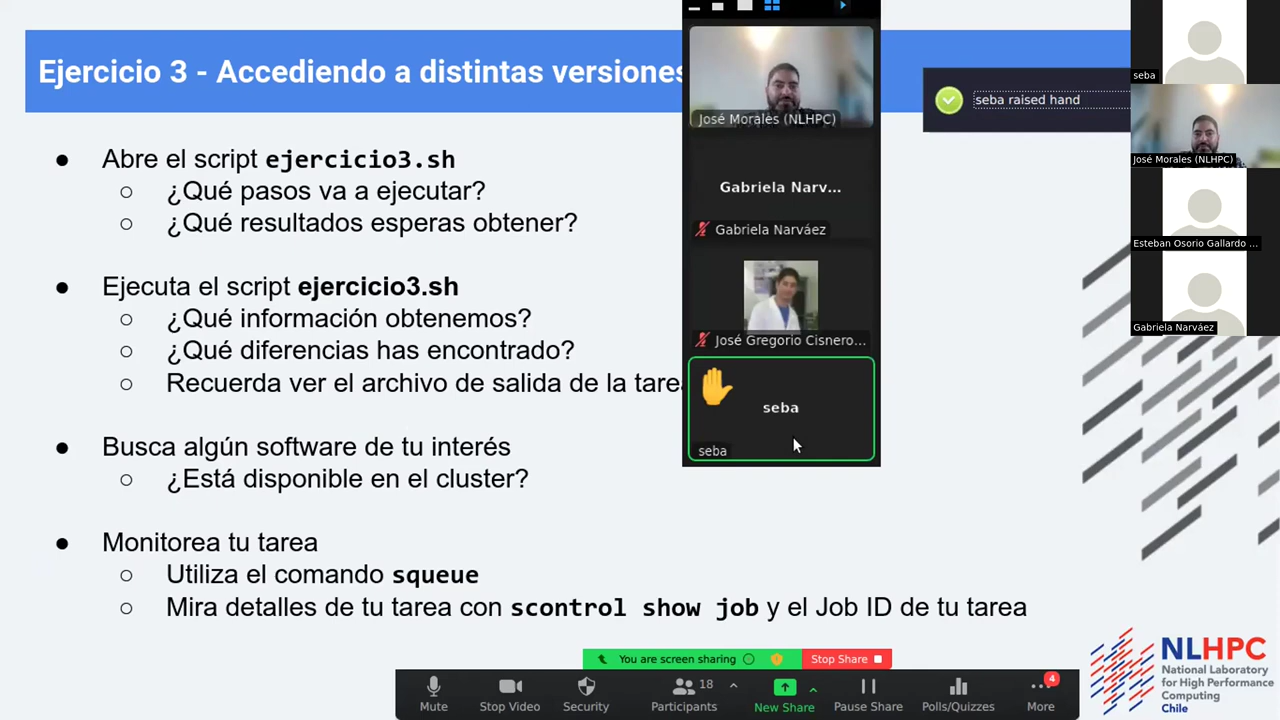 Ejercicio 3 - Accediendo a distintas versiones
● Abre el script ejercicio3.sh
○ ¿Qué pasos va a ejecutar?
○ ¿Qué resultados esperas obtener?
● Ejecuta el script ejercicio3.sh
○ ¿Qué información obtenemos?
○ ¿Qué diferencias has encontrado?
○ Recuerda ver el archivo de salida de la tarea
● Busca algún software de tu interés
○ ¿Está disponible en el cluster?
● Monitorea tu tarea
○ Utiliza el comando squeue
○ Mira detalles de tu tarea con scontrol show job y el Job ID de tu tarea
José Morales (NLHPC)
Gabriela Narv...
Gabriela Narváez
José Gregorio Cisnero...
seba
seba
seba raised hand
seba
José Morales (NLHPC)
Esteban Osorio Gallardo ...
Gabriela Narváez
You are screen sharing
Stop Share
Mute
Stop Video
Security
18
Participants
New Share
Pause Share
Polls/Quizzes
4
More
NLHPC
National Laboratory
for High Performance
Computing
Chile